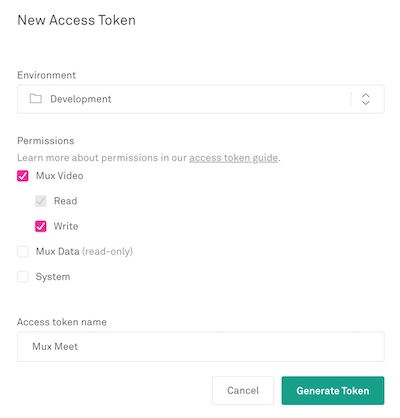 New Access Token
Environment
Development
Permissions
Learn more about permissions in our access token guide.
Mux Video
Read
Write
Mux Data (read-only)
System
Access token name
Mux Meet
Cancel
Generate Token